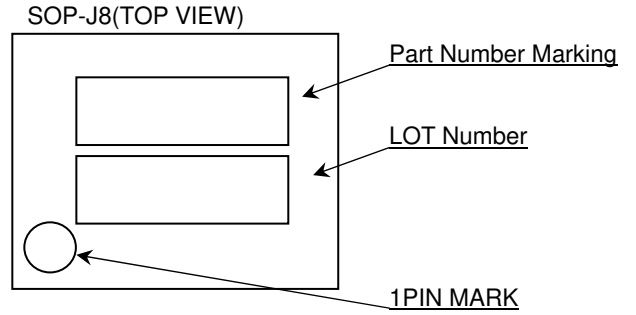 SOP-J8(TOP VIEW)
Part Number Marking
LOT Number
1PIN MARK